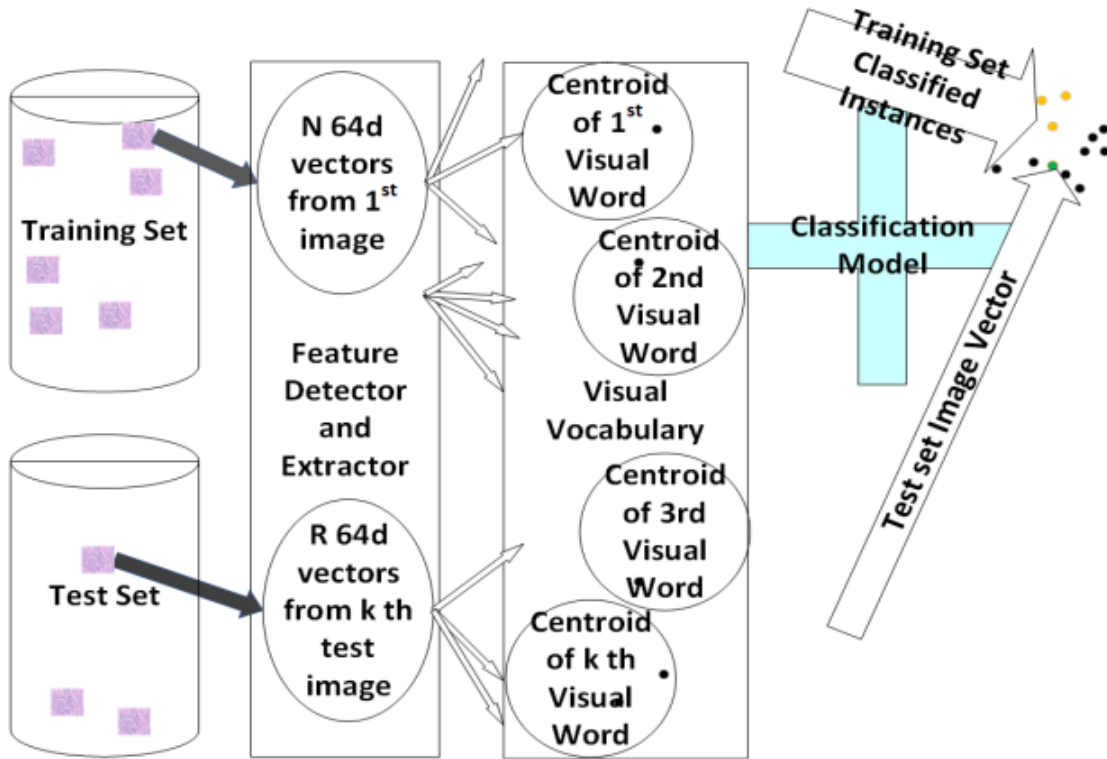 Training Set
Test Set
N 64d
vectors
from 1st
image
Feature
Detector
and
Extractor
R 64d
vectors
from k th
test
image
Centroid
of 1st
Visual
Word
Centroid
of 2nd
Visual
Word
Visual
Vocabulary
Centroid
of 3rd
Visual
Word
Centroid
of k th
Visual
Word
Classification
Model
Training Set
Classified
Instances
Test set Image Vector